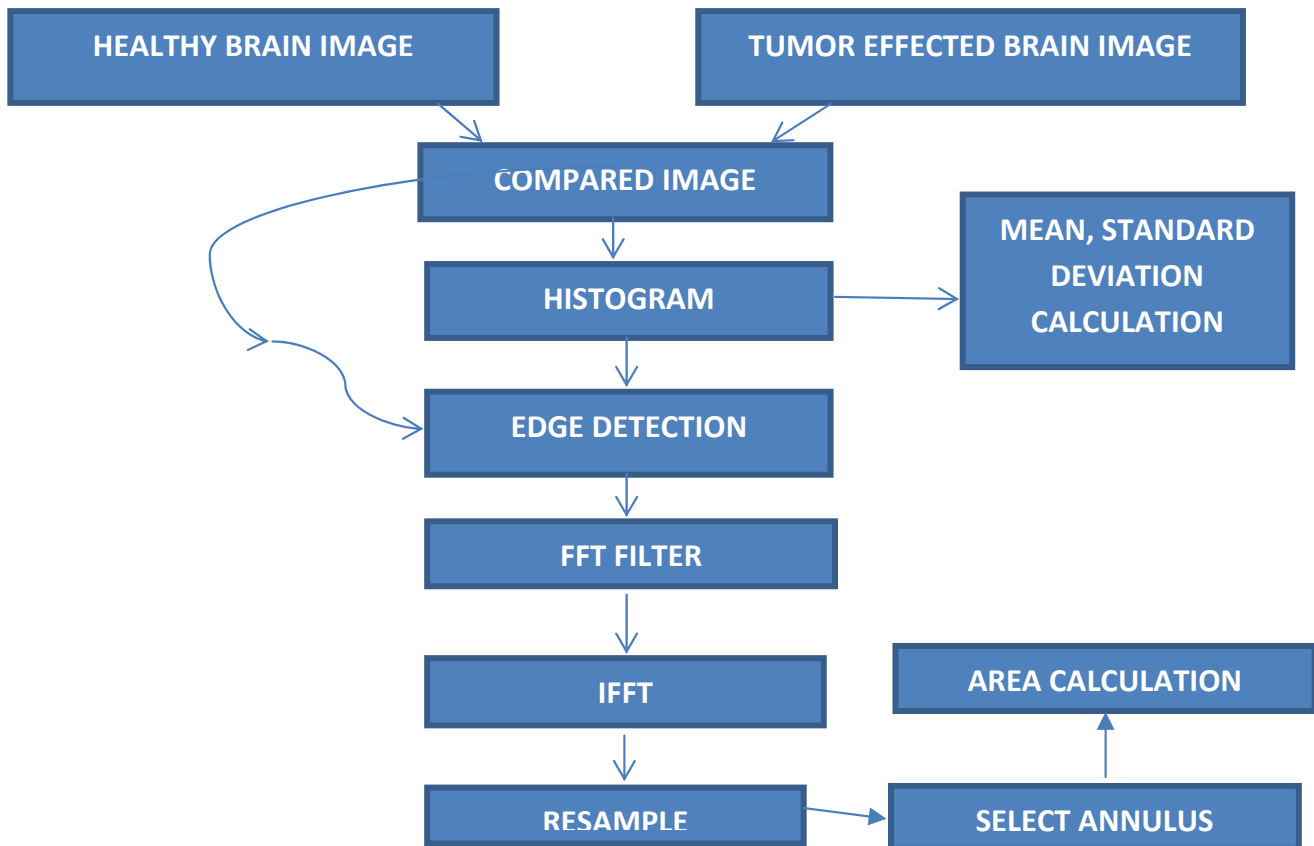 HEALTHY BRAIN IMAGE
TUMOR EFFECTED BRAIN IMAGE
COMPARED IMAGE
MEAN, STANDARD
DEVIATION
CALCULATION
HISTOGRAM
EDGE DETECTION
FFT FILTER
IFFT
AREA CALCULATION
RESAMPLE
SELECT ANNULUS